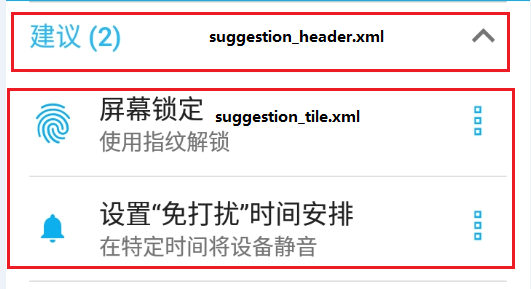 建议 (2) suggestion_header.xml
屏幕锁定 suggestion_tile.xml
使用指纹解锁
设置“免打扰”时间安排
在特定时间将设备静音